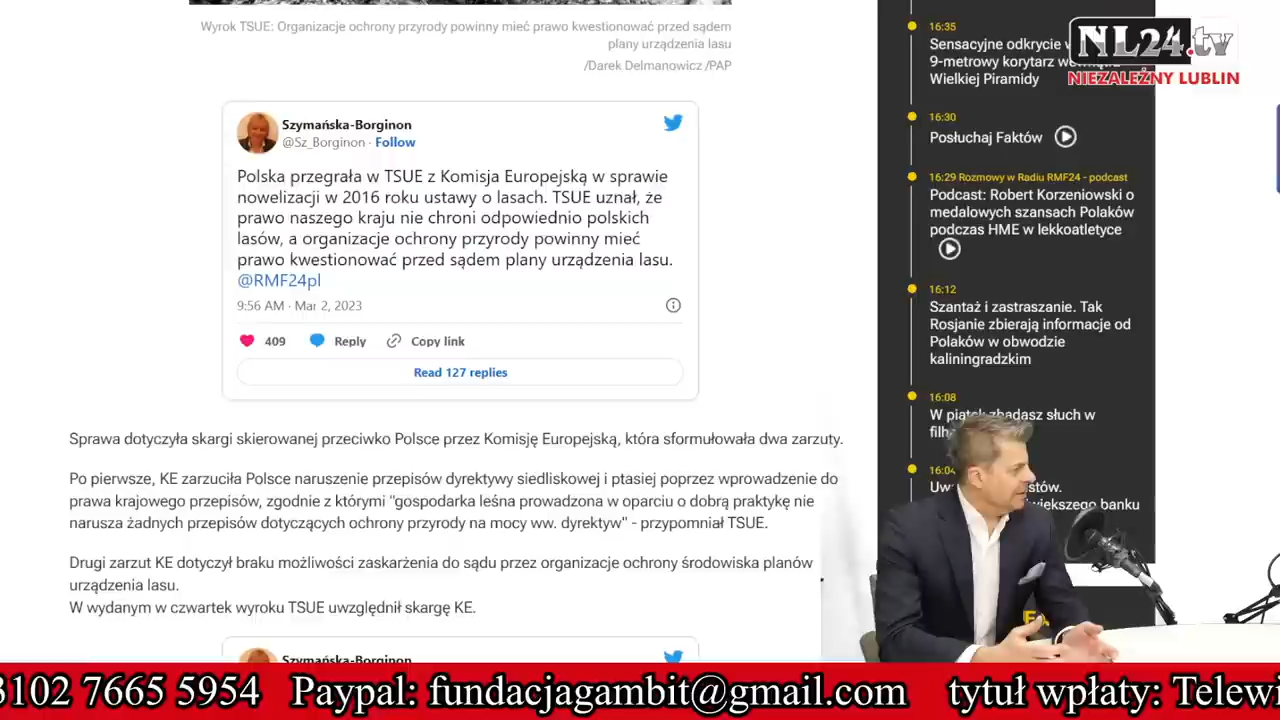 Wyrok TSUE: Organizacje ochrony przyrody powinny mieć prawo kwestionować przed sądem
plany urządzenia lasu
/Darek Delmanowicz /PAP
Szymańska-Borginon
@Sz_Borginon · Follow
Polska przegrała w TSUE z Komisja Europejską w sprawie
nowelizacji w 2016 roku ustawy o lasach. TSUE uznał, że
prawo naszego kraju nie chroni odpowiednio polskich
lasów, a organizacje ochrony przyrody powinny mieć
prawo kwestionować przed sądem plany urządzenia lasu.
@RMF24pl
9:56 AM · Mar 2, 2023
409 Reply Copy link
Read 127 replies
Sprawa dotyczyła skargi skierowanej przeciwko Polsce przez Komisję Europejską, która sformułowała dwa zarzuty.
Po pierwsze, KE zarzuciła Polsce naruszenie przepisów dyrektywy siedliskowej i ptasiej poprzez wprowadzenie do
prawa krajowego przepisów, zgodnie z którymi "gospodarka leśna prowadzona w oparciu o dobrą praktykę nie
narusza żadnych przepisów dotyczących ochrony przyrody na mocy ww. dyrektyw" - przypomniał TSUE.
Drugi zarzut KE dotyczył braku możliwości zaskarżenia do sądu przez organizacje ochrony środowiska planów
urządzenia lasu.
W wydanym w czwartek wyroku TSUE uwzględnił skargę KE.
Szymańska-Borginon
16:35
Sensacyjne odkrycie
9-metrowy korytarz
Wielkiej Piramidy
16:30
Posłuchaj Faktów
16:29 Rozmowy w Radiu RMF24 - podcast
Podcast: Robert Korzeniowski o
medalowych szansach Polaków
podczas HME w lekkoatletyce
16:12
Szantaż i zastraszanie. Tak
Rosjanie zbierają informacje od
Polaków w obwodzie
kaliningradzkim
16:08
W piątek zbadasz słuch w
16:04
większego banku
NL24.tv
NIEZALEŻNY LUBLIN
3102 7665 5954 Paypal: fundacjagambit@gmail.com tytuł wpłaty: Telewi